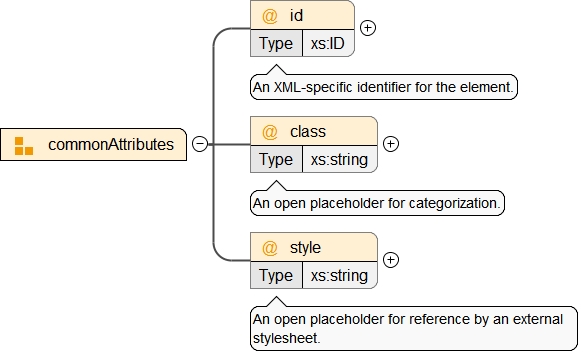 @ id
Type xs:ID
An XML-specific identifier for the element.
@ class
commonAttributes
Type xs:string
An open placeholder for categorization.
@ style
Type xs:string
An open placeholder for reference by an external
stylesheet.